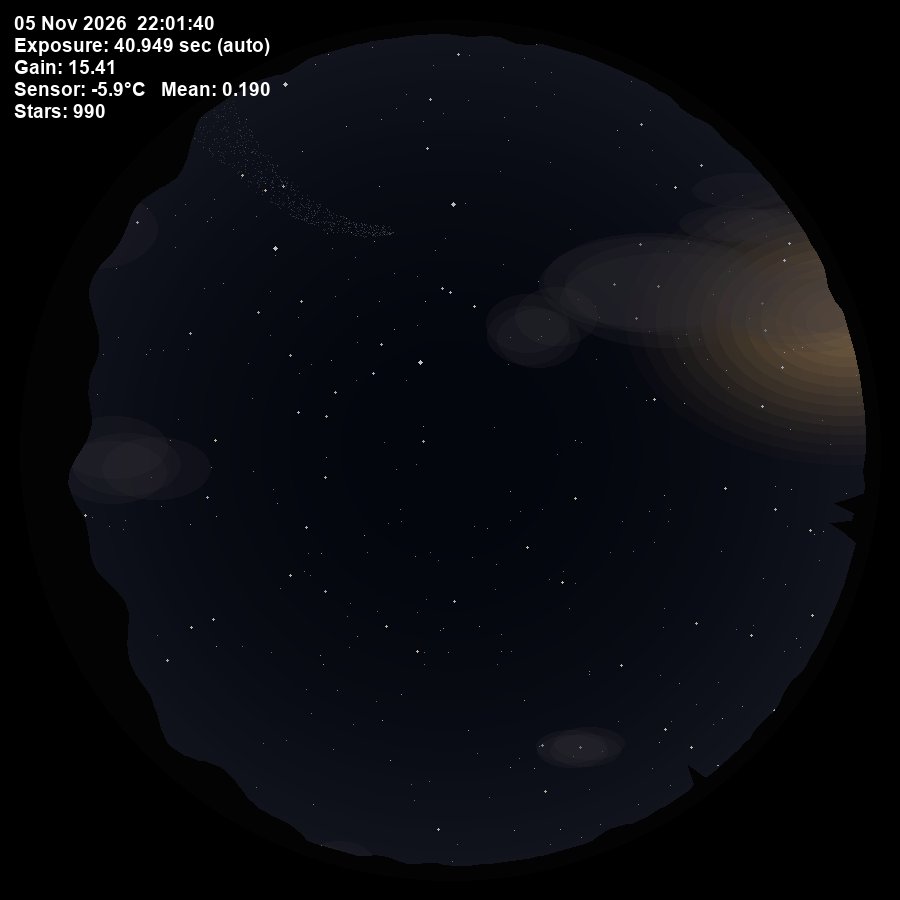 05 Nov 2026  22:01:40
Exposure: 40.949 sec (auto)
Gain: 15.41
Sensor: -5.9°C   Mean: 0.190
Stars: 990